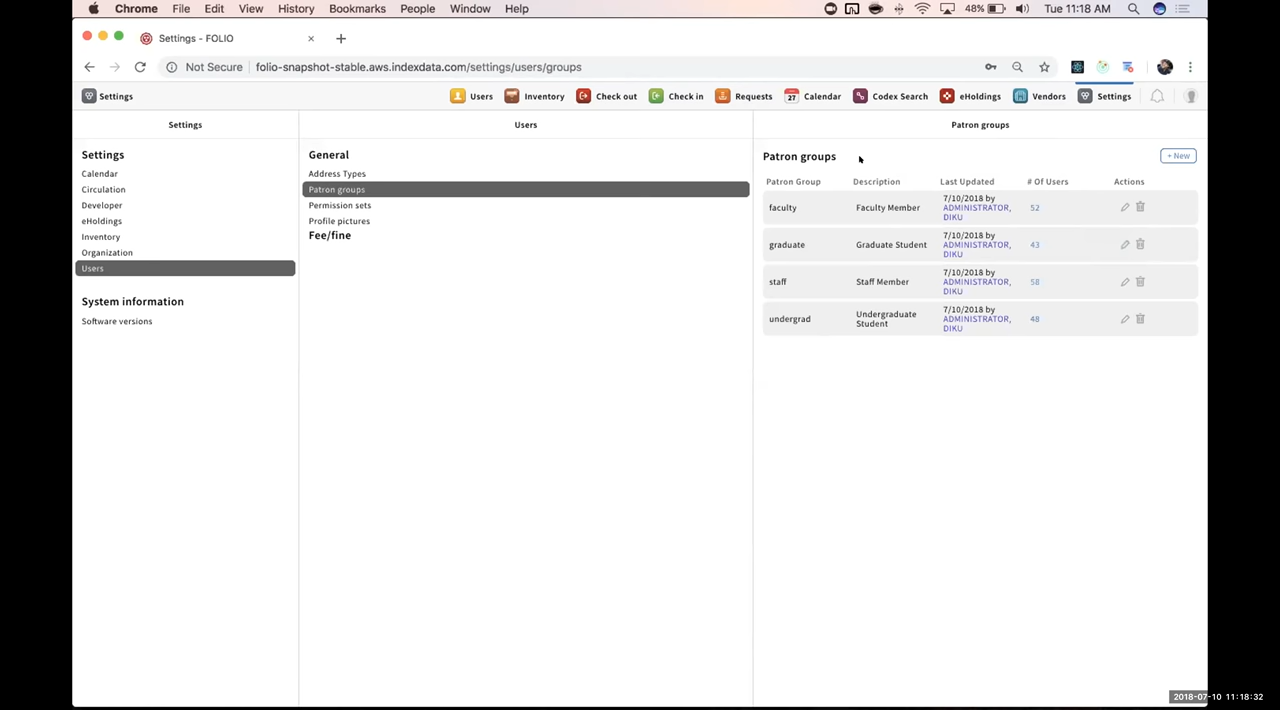 Chrome File Edit View History Bookmarks People Window Help 48% Tue 11:18 AM
Settings - FOLIO
Not Secure folio-snapshot-stable.aws.indexdata.com/settings/users/groups
Settings Users Inventory Check out Check in Requests 27 Calendar Codex Search eHoldings Vendors Settings
Settings Users Patron groups
Settings
Calendar
Circulation
Developer
eHoldings
Inventory
Organization
Users
System information
Software versions
General
Address Types
Patron groups
Permission sets
Profile pictures
Fee/fine
Patron groups + New
Patron Group Description Last Updated # Of Users Actions
faculty Faculty Member 7/10/2018 by ADMINISTRATOR, DIKU 52
graduate Graduate Student 7/10/2018 by ADMINISTRATOR, DIKU 43
staff Staff Member 7/10/2018 by ADMINISTRATOR, DIKU 58
undergrad Undergraduate Student 7/10/2018 by ADMINISTRATOR, DIKU 48
2018-07-10 11:18:32